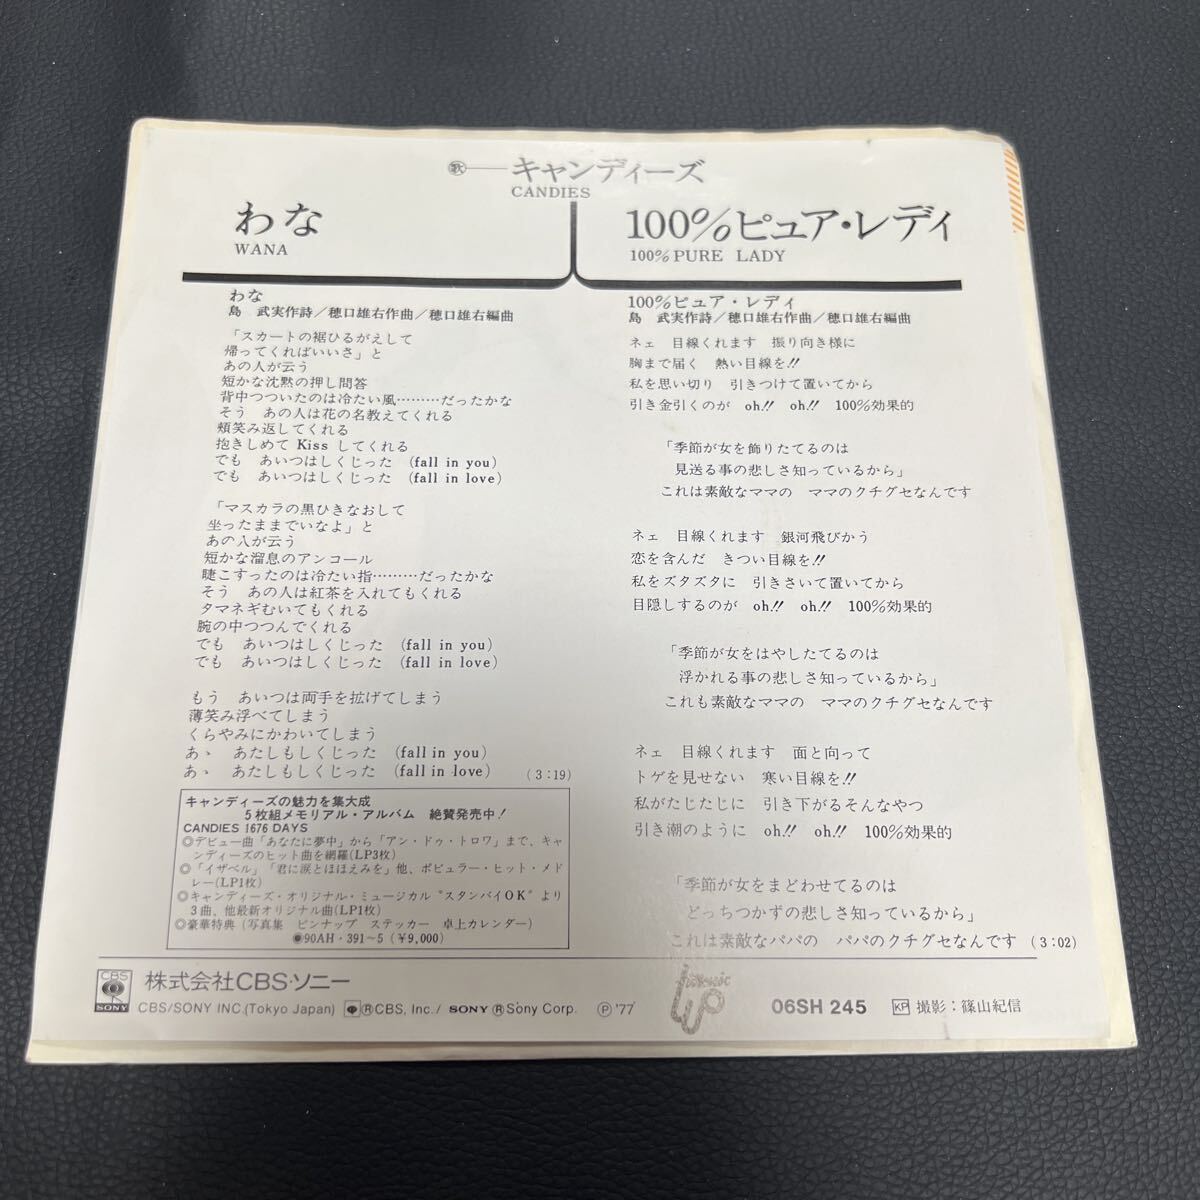 歌──キャンディーズ
CANDIES
わな
WANA
わな
島 武実作詩/穂口雄右作曲/穂口雄右編曲
「スカートの裾ひるがえして
帰ってくればいいさ」と
あの人が云う
短かな沈黙の押し問答
背中つついたのは冷たい風………だったかな
そう あの人は花の名教えてくれる
頬笑み返してくれる
抱きしめて Kiss してくれる
でも あいつはしくじった (fall in you)
でも あいつはしくじった (fall in love)
「マスカラの黒ひきなおして
坐ったままでいなよ」と
あの人が云う
短かな溜息のアンコール
睫こすったのは冷たい指………だったかな
そう あの人は紅茶を入れてもくれる
タマネギむいてもくれる
腕の中つつんでくれる
でも あいつはしくじった (fall in you)
でも あいつはしくじった (fall in love)
もう あいつは両手を拡げてしまう
薄笑み浮べてしまう
くらやみにかわいてしまう
あゝ あたしもしくじった (fall in you)
あゝ あたしもしくじった (fall in love) (3:19)
キャンディーズの魅力を集大成
5枚組メモリアル・アルバム 絶賛発売中!
CANDIES 1676 DAYS
◎デビュー曲「あなたに夢中」から「アン・ドゥ・トロワ」まで、キャ
ンディーズのヒット曲を網羅(LP3枚)
◎「イザベル」「君に涙とほほえみを」他、ポピュラー・ヒット・メド
レー(LP1枚)
◎キャンディーズ・オリジナル・ミュージカル“スタンバイOK”より
3曲、他最新オリジナル曲(LP1枚)
◎豪華特典(写真集 ピンナップ ステッカー 卓上カレンダー)
●90AH・391~5(¥9,000)
100%ピュア・レディ
100% PURE LADY
100%ピュア・レディ
島 武実作詩/穂口雄右作曲/穂口雄右編曲
ネェ 目線くれます 振り向き様に
胸まで届く 熱い目線を!!
私を思い切り 引きつけて置いてから
引き金引くのが oh!! oh!! 100%効果的
「季節が女を飾りたてるのは
見送る事の悲しさ知っているから」
これは素敵なママの ママのクチグセなんです
ネェ 目線くれます 銀河飛びかう
恋を含んだ きつい目線を!!
私をズタズタに 引きさいて置いてから
目隠しするのが oh!! oh!! 100%効果的
「季節が女をはやしたてるのは
浮かれる事の悲しさ知っているから」
これも素敵なママの ママのクチグセなんです
ネェ 目線くれます 面と向って
トゲを見せない 寒い目線を!!
私がたじたじに 引き下がるそんなやつ
引き潮のように oh!! oh!! 100%効果的
「季節が女をまどわせてるのは
どっちつかずの悲しさ知っているから」
これは素敵なパパの パパのクチグセなんです (3:02)
CBS
SONY
株式会社CBS・ソニー
CBS/SONY INC.(Tokyo Japan) ®CBS, Inc./ SONY ®Sony Corp. Ⓟ'77
06SH 245 KP 撮影:篠山紀信